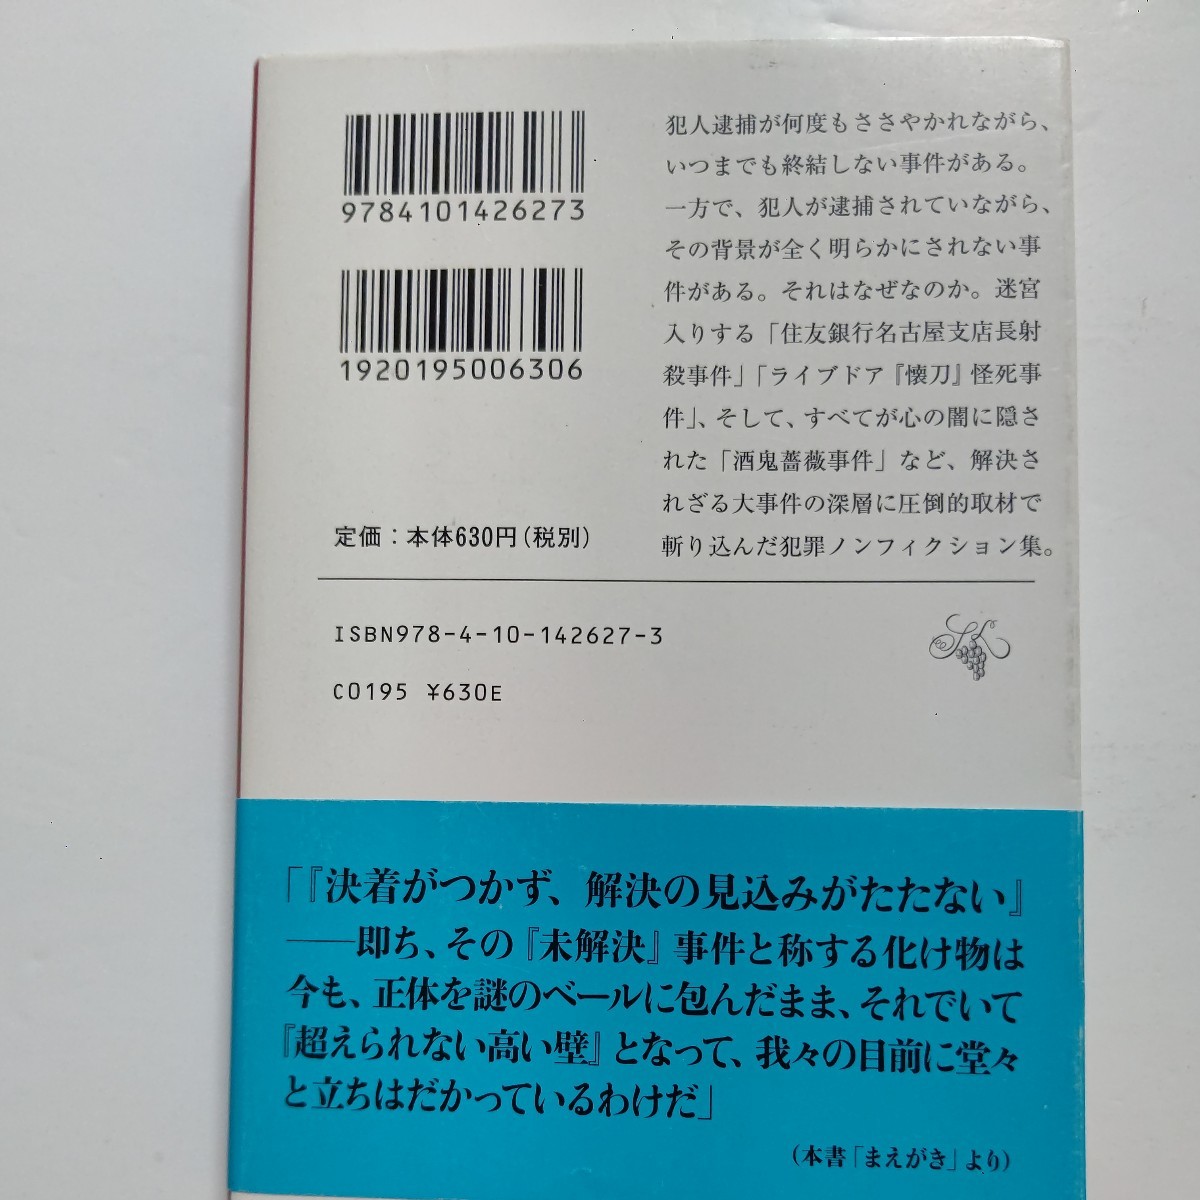 9784101426273
1920195006306
犯人逮捕が何度もささやかれながら、
いつまでも終結しない事件がある。
一方で、犯人が逮捕されていながら、
その背景が全く明らかにされない事
件がある。それはなぜなのか。迷宮
入りする「住友銀行名古屋支店長射
殺事件」「ライブドア『懐刀』怪死事
件」、そして、すべてが心の闇に隠さ
れた「酒鬼薔薇事件」など、解決さ
れざる大事件の深層に圧倒的取材で
斬り込んだ犯罪ノンフィクション集。
定価：本体630円（税別）
ISBN978-4-10-142627-3
C0195 ¥630E
「『決着がつかず、解決の見込みがたたない』
――即ち、その『未解決』事件と称する化け物は
今も、正体を謎のベールに包んだまま、それでいて
『超えられない高い壁』となって、我々の目前に堂々
と立ちはだかっているわけだ」
（本書「まえがき」より）